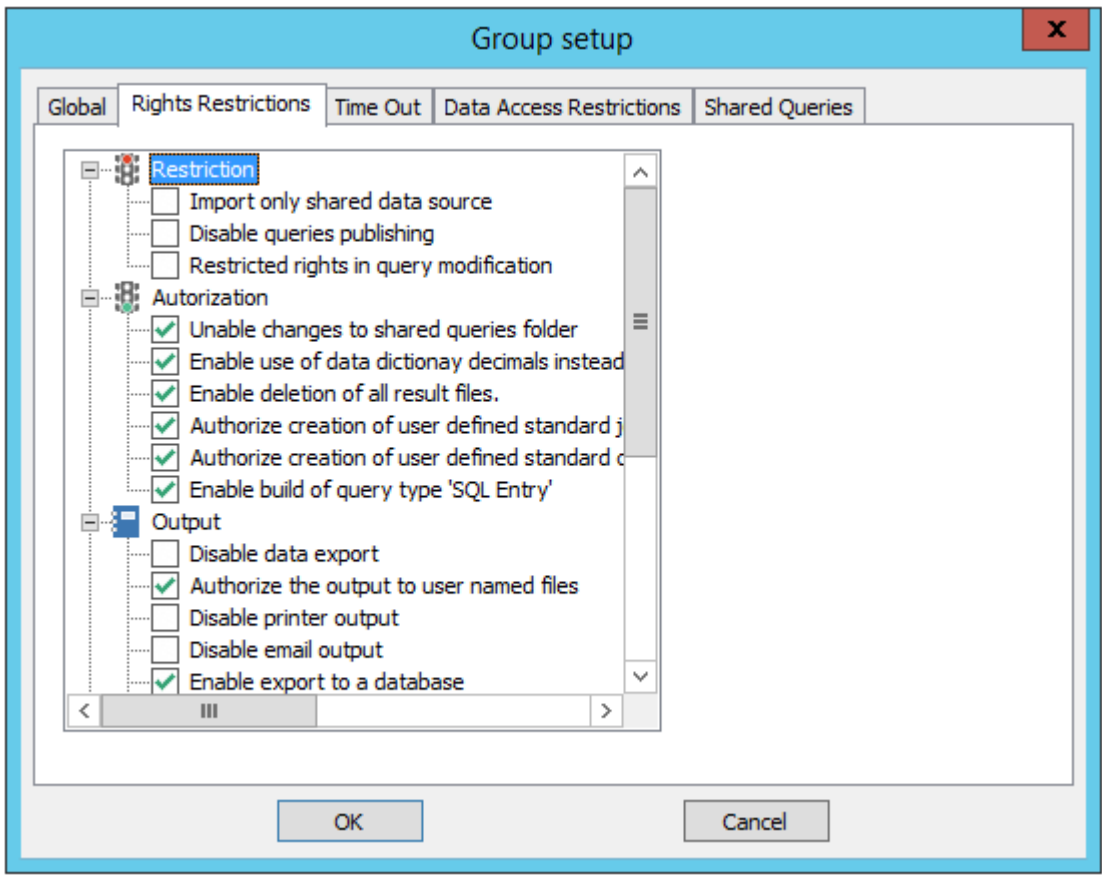 Group setup
x
Global Rights Restrictions Time Out Data Access Restrictions Shared Queries
Restriction
Import only shared data source
Disable queries publishing
Restricted rights in query modification
Autorization
Unable changes to shared queries folder
Enable use of data dictionay decimals instead
Enable deletion of all result files.
Authorize creation of user defined standard j
Authorize creation of user defined standard c
Enable build of query type 'SQL Entry'
Output
Disable data export
Authorize the output to user named files
Disable printer output
Disable email output
Enable export to a database
OK Cancel